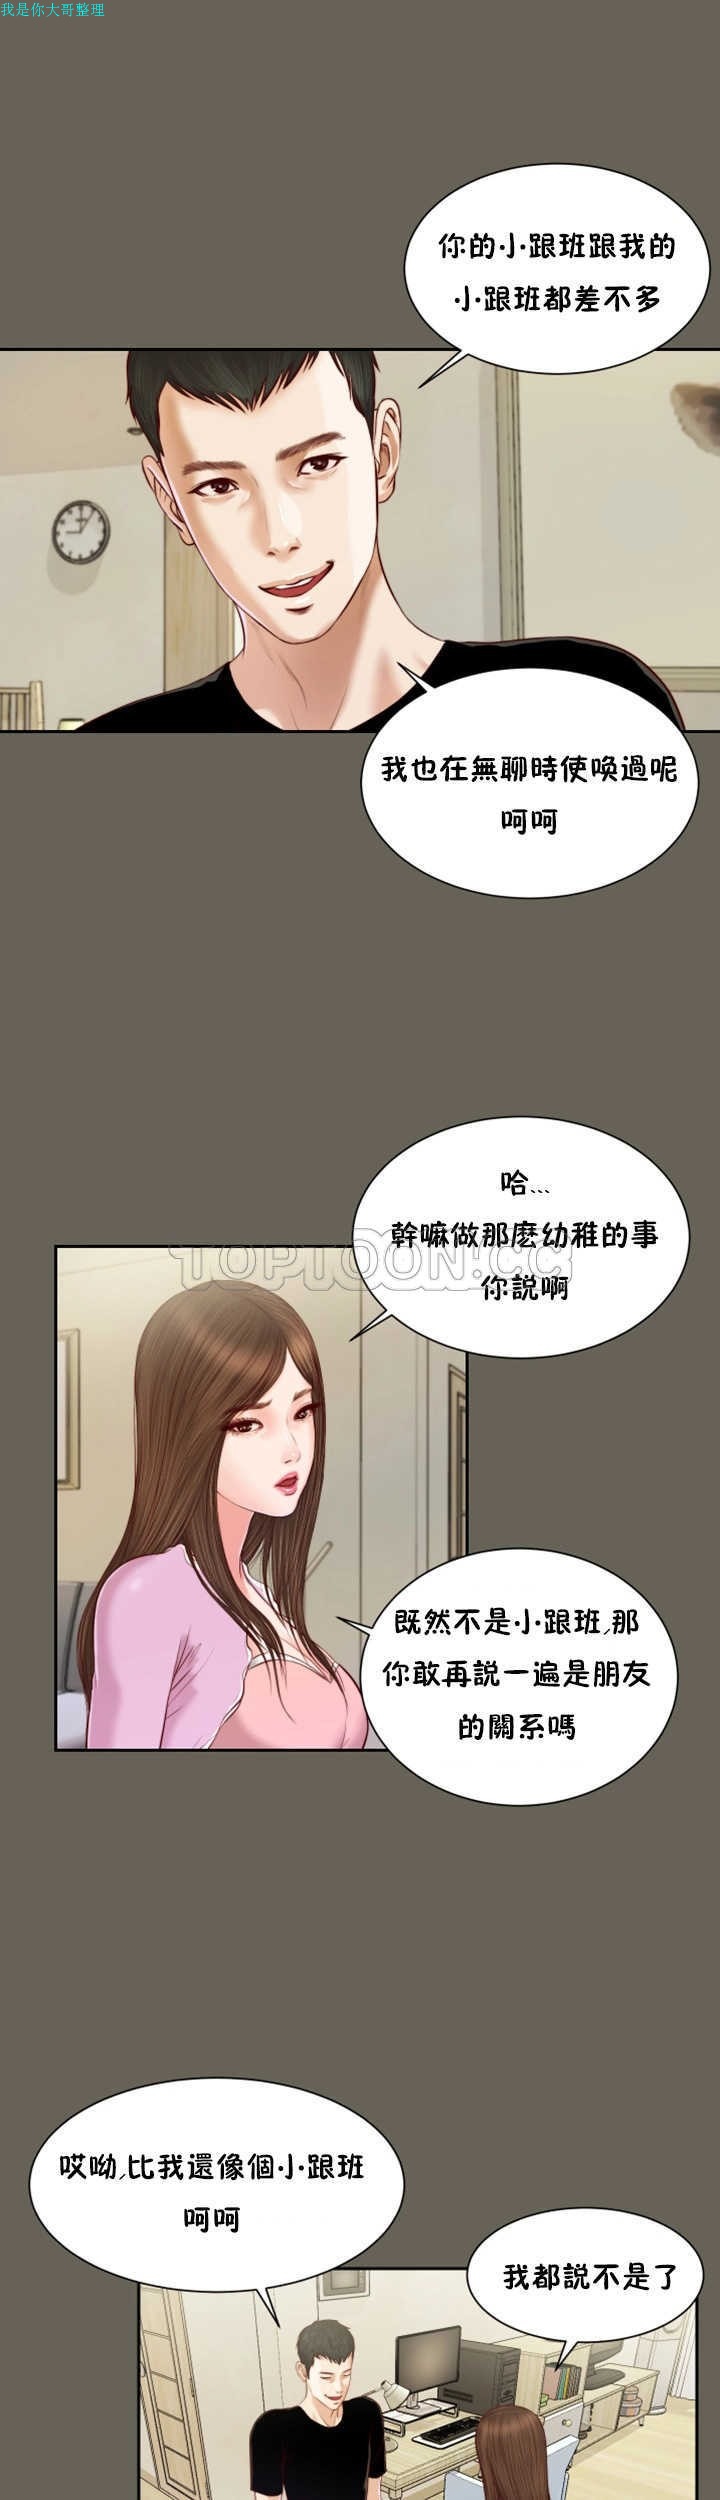 我是你大哥整理
你的小跟班跟我的
小跟班都差不多
我也在無聊時使喚過呢
呵呵
哈...
幹嘛做那麽幼稚的事
TOPTOON.CC
你說啊
既然不是小跟班,那
你敢再說一遍是朋友
的關系嗎
哎呦,比我還像個小跟班
呵呵
我都說不是了